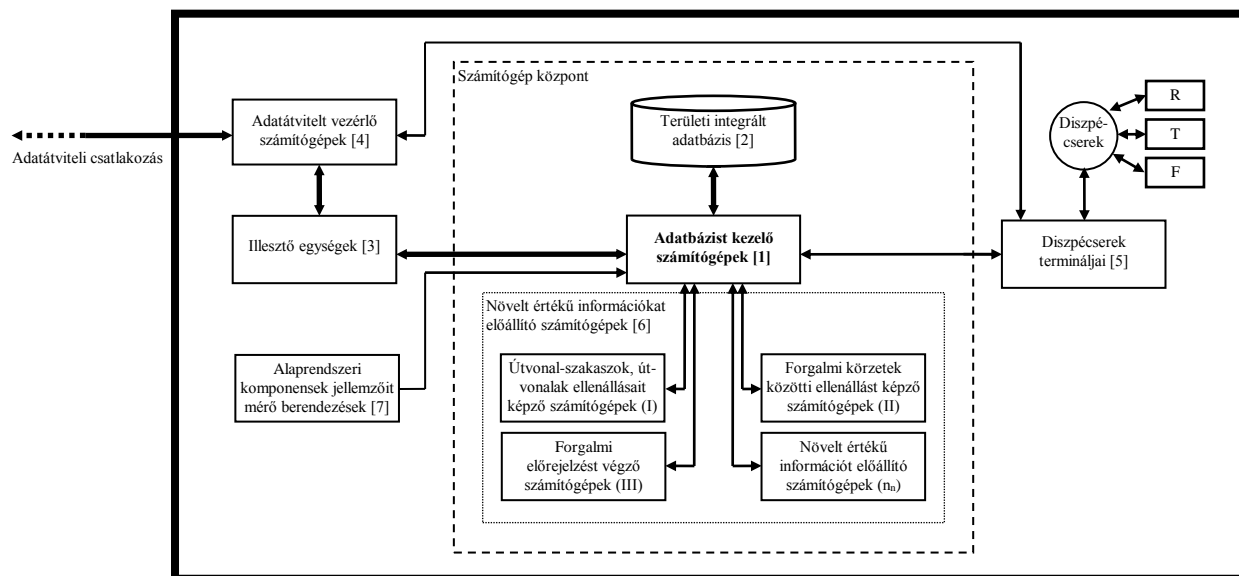 Számítógép központ
Adatátvitelt vezérlő
számítógépek [4]
Adatátviteli csatlakozás
Területi integrált
adatbázis [2]
Diszpé-
cserek
R
T
F
Illesztő egységek [3]
Adatbázist kezelő
számítógépek [1]
Diszpécserek
termináljai [5]
Növelt értékű információkat
előállító számítógépek [6]
Alaprendszeri
komponensek jellemzőit
mérő berendezések [7]
Útvonal-szakaszok, út-
vonalak ellenállásait
képző számítógépek (I)
Forgalmi körzetek
közötti ellenállást képző
számítógépek (II)
Forgalmi
előrejelzést végző
számítógépek (III)
Növelt értékű
információt előállító
számítógépek (nₙ)